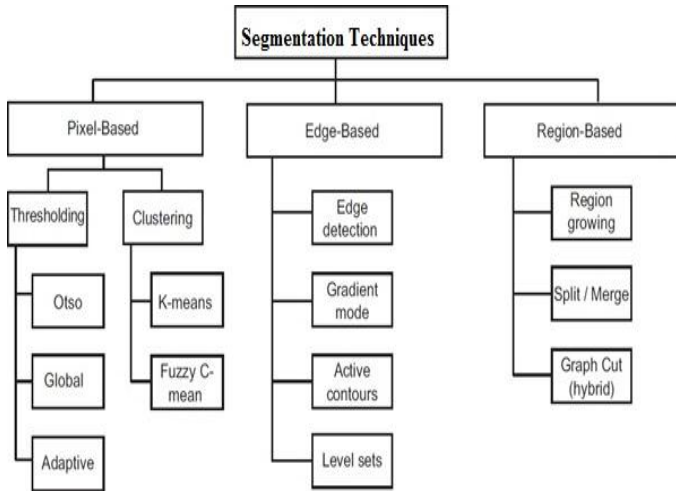 Segmentation Techniques
Pixel-Based
Edge-Based
Region-Based
Thresholding
Clustering
Otso
Global
Adaptive
K-means
Fuzzy C-
mean
Edge
detection
Gradient
mode
Active
contours
Level sets
Region
growing
Split / Merge
Graph Cut
(hybrid)